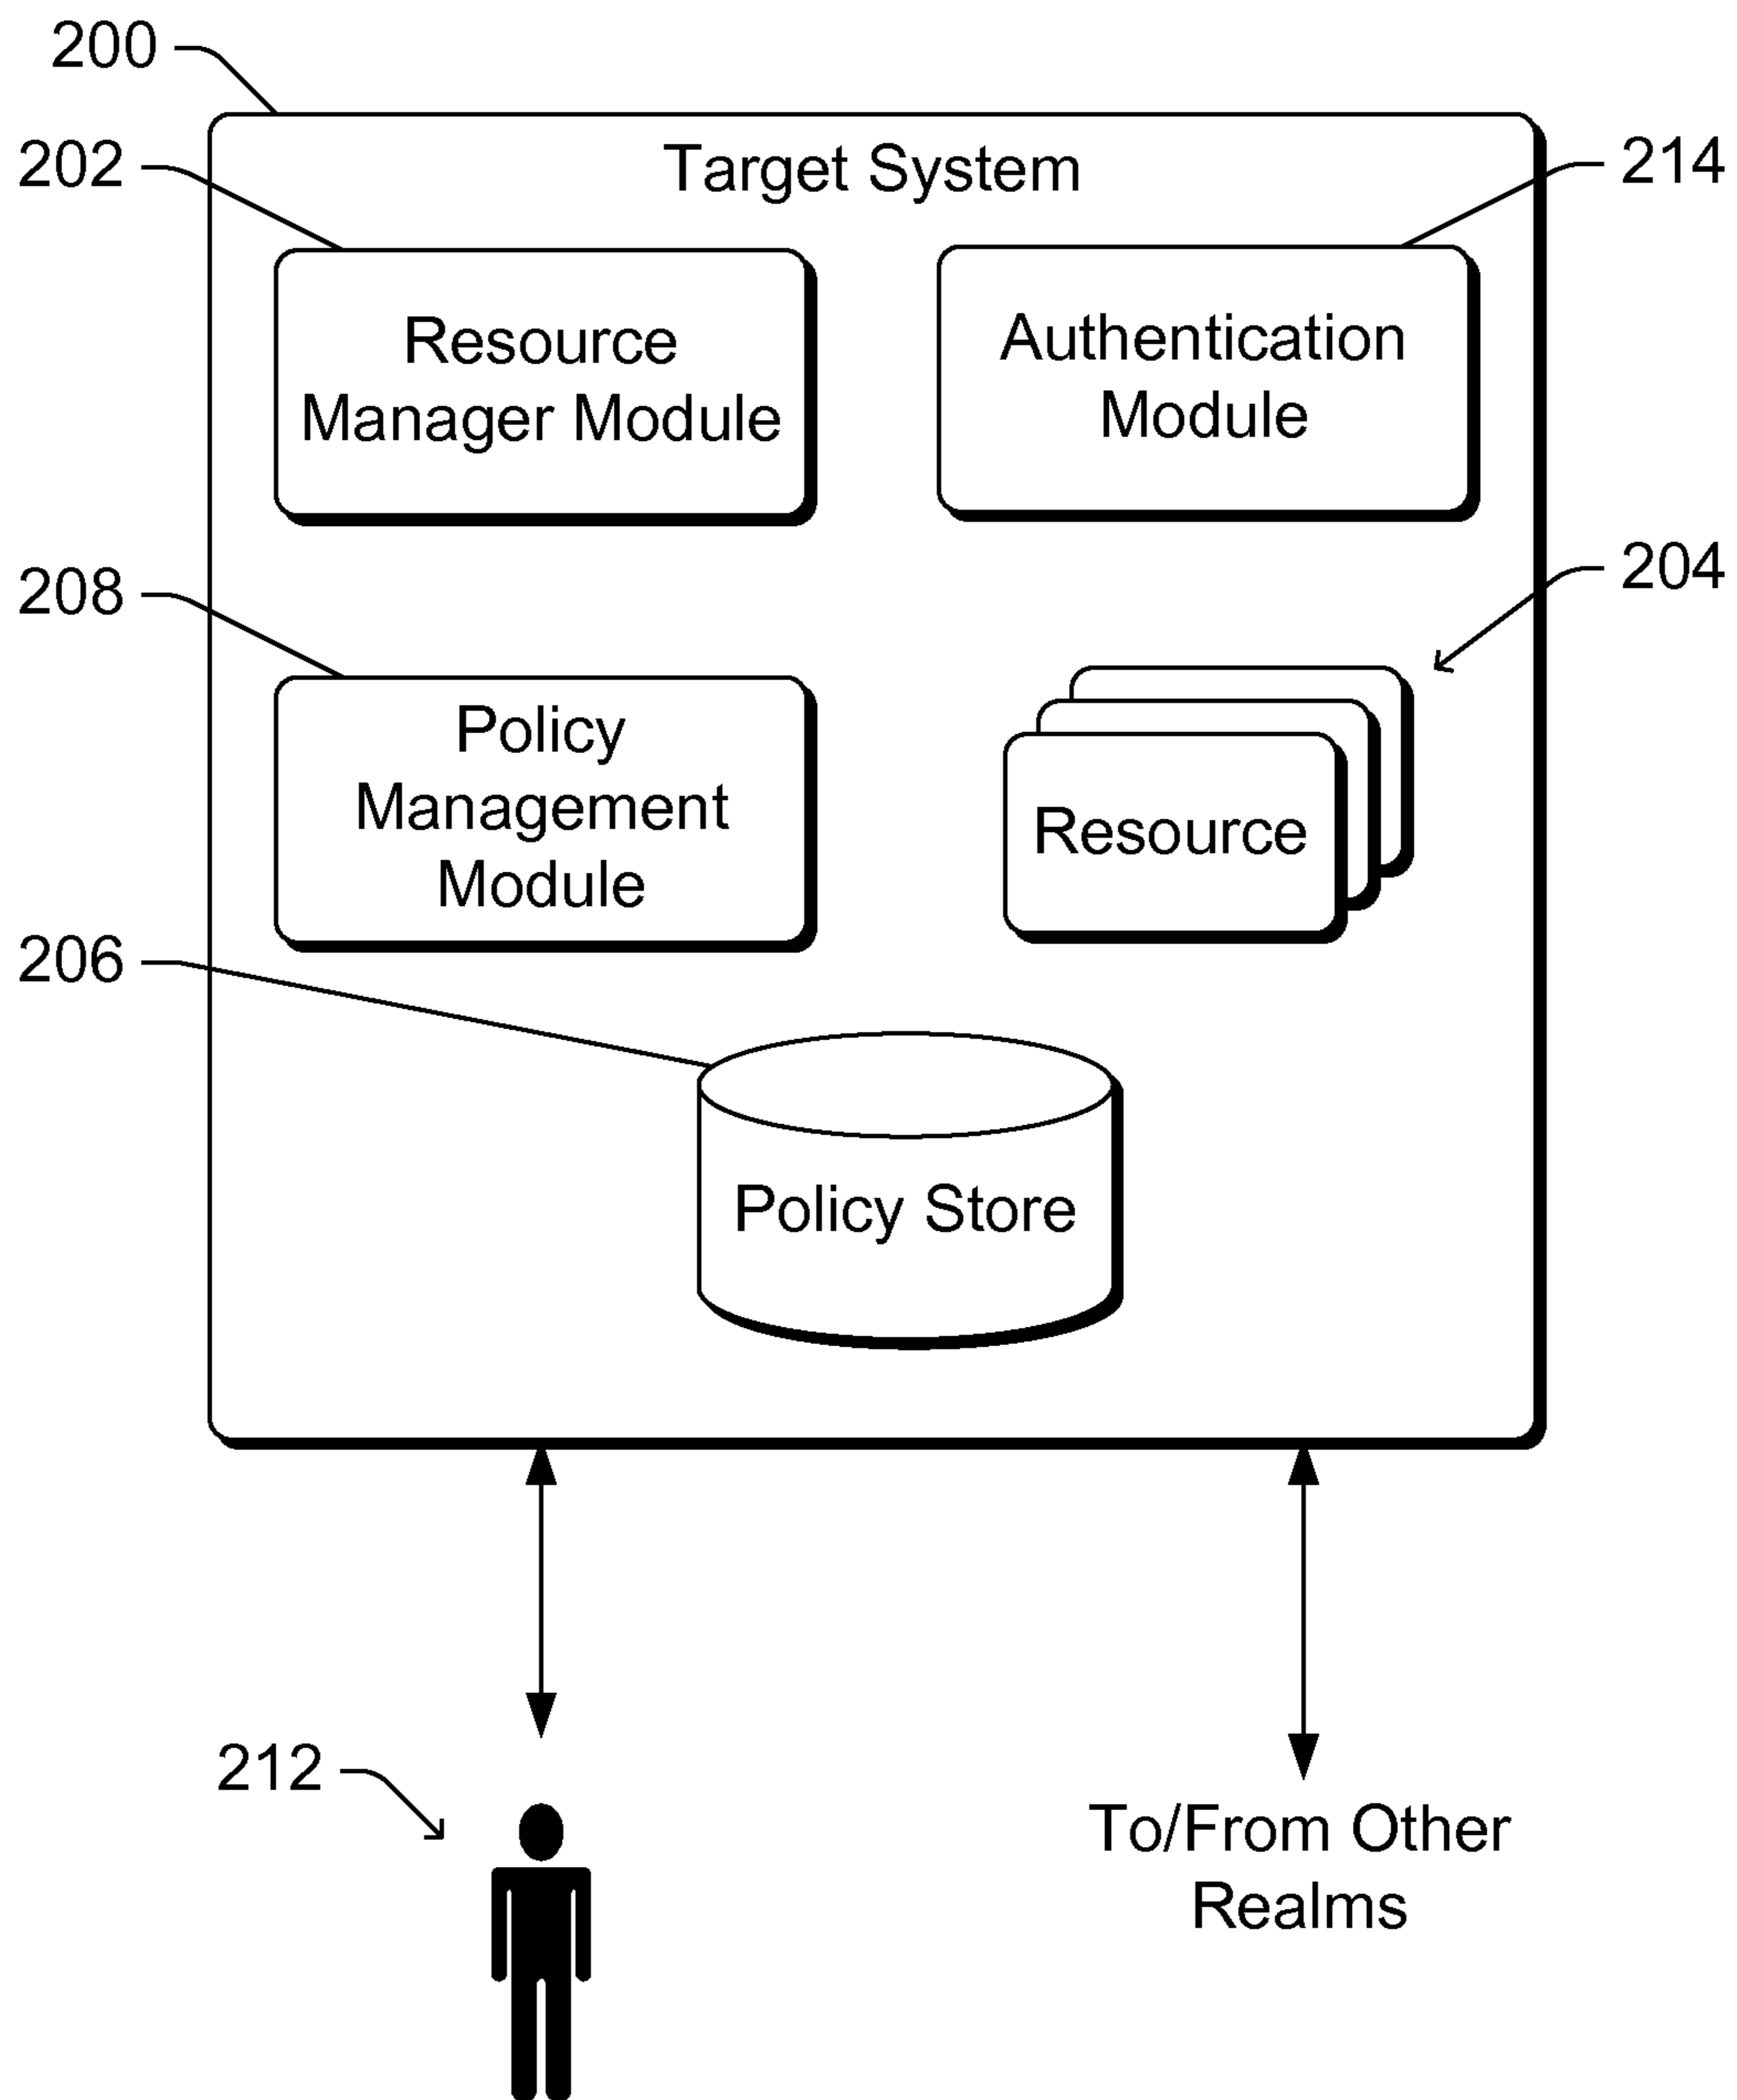 200
202
Target System
214
Resource
Manager Module
Authentication
Module
208
204
Policy
Management
Module
Resource
206
Policy Store
212
To/From Other
Realms